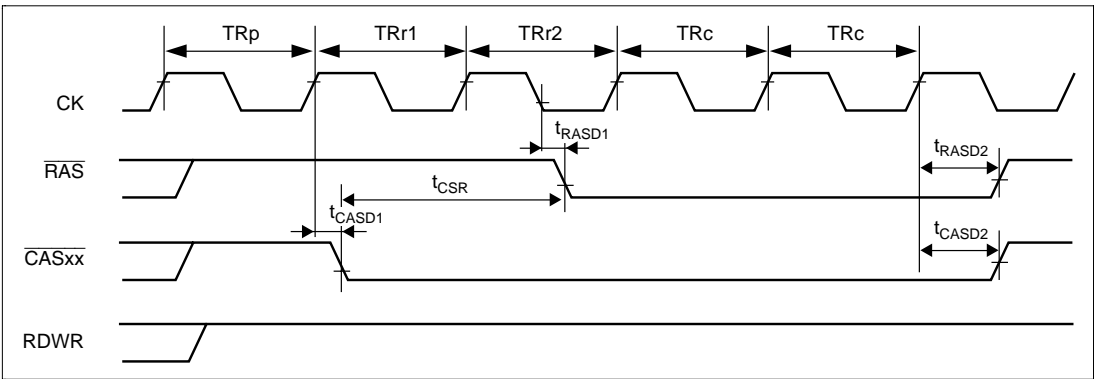 TRp TRr1 TRr2 TRc TRc
CK
tRASD1
RAS
tRASD2
tCSR
tCASD1
tCASD2
CASxx
RDWR